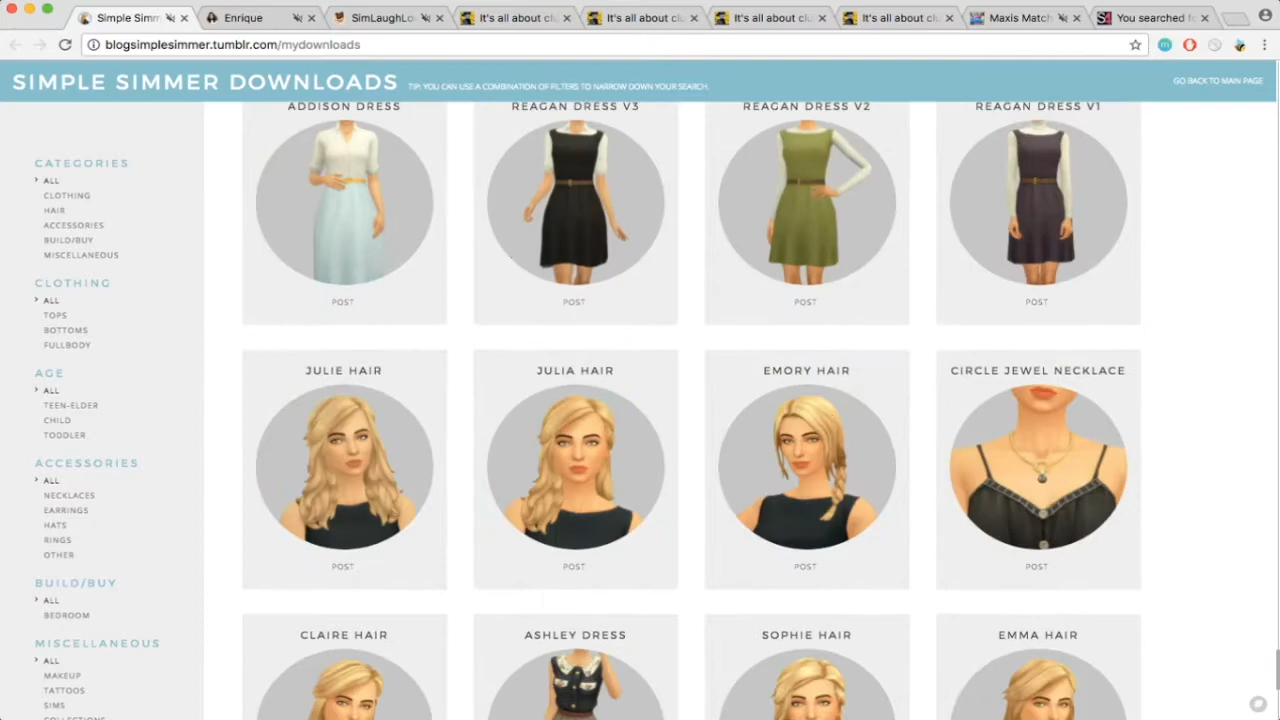 Simple Simm
Enrique
SimLaughLo
It's all about cl
It's all about cl
It's all about cl
It's all about cl
Maxis Match
You searched fo
blogsimplesimmer.tumblr.com/mydownloads
SIMPLE SIMMER DOWNLOADS
TIP: YOU CAN USE A COMBINATION OF FILTERS TO NARROW DOWN YOUR SEARCH.
GO BACK TO MAIN PAGE
CATEGORIES
ALL
CLOTHING
HAIR
ACCESSORIES
BUILD/BUY
MISCELLANEOUS
CLOTHING
ALL
TOPS
BOTTOMS
FULLBODY
AGE
ALL
TEEN-ELDER
CHILD
TODDLER
ACCESSORIES
ALL
NECKLACES
EARRINGS
HATS
RINGS
OTHER
BUILD/BUY
ALL
BEDROOM
MISCELLANEOUS
ALL
MAKEUP
TATTOOS
SIMS
COLLECTIONS
ADDISON DRESS
REAGAN DRESS V3
REAGAN DRESS V2
REAGAN DRESS V1
POST
POST
POST
POST
JULIE HAIR
JULIA HAIR
EMORY HAIR
CIRCLE JEWEL NECKLACE
POST
POST
POST
POST
CLAIRE HAIR
ASHLEY DRESS
SOPHIE HAIR
EMMA HAIR